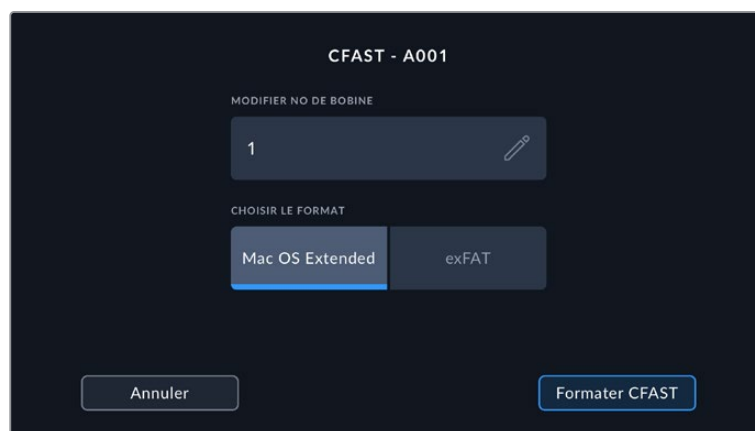 CFAST - A001
MODIFIER NO DE BOBINE
1
CHOISIR LE FORMAT
Mac OS Extended exFAT
Annuler Formater CFAST